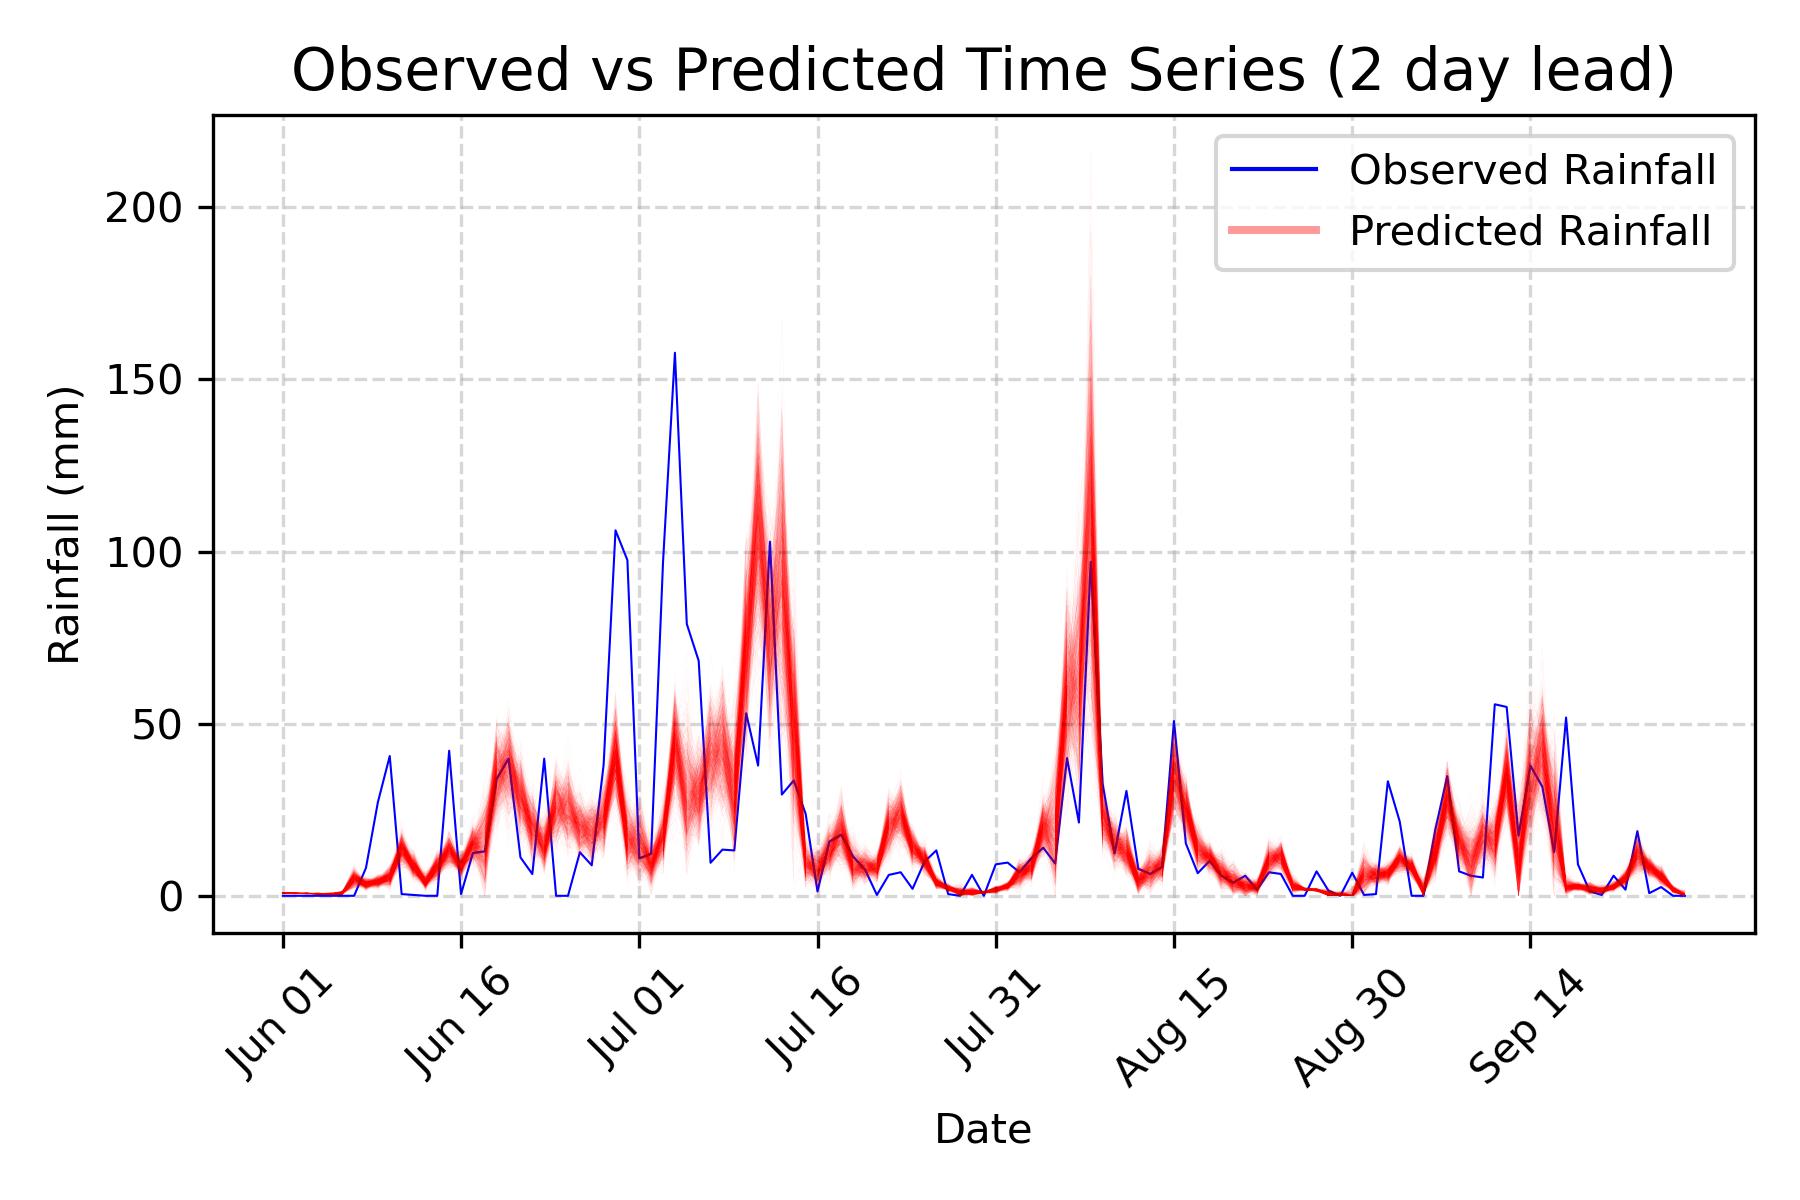 Observed vs Predicted Time Series (2 day lead)
Observed Rainfall
Predicted Rainfall
Rainfall (mm)
200
150
100
50
0
Jun 01
Jun 16
Jul 01
Jul 16
Jul 31
Aug 15
Aug 30
Sep 14
Date